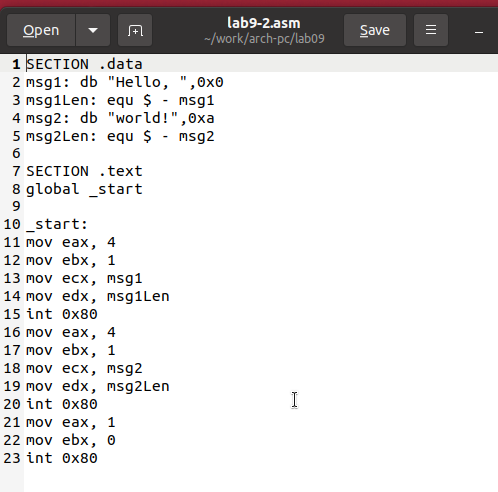 Open
lab9-2.asm
~/work/arch-pc/lab09
Save
1 SECTION .data
2 msg1: db "Hello, ",0x0
3 msg1Len: equ $ - msg1
4 msg2: db "world!",0xa
5 msg2Len: equ $ - msg2
6
7 SECTION .text
8 global _start
9
10 _start:
11 mov eax, 4
12 mov ebx, 1
13 mov ecx, msg1
14 mov edx, msg1Len
15 int 0x80
16 mov eax, 4
17 mov ebx, 1
18 mov ecx, msg2
19 mov edx, msg2Len
20 int 0x80
21 mov eax, 1
22 mov ebx, 0
23 int 0x80